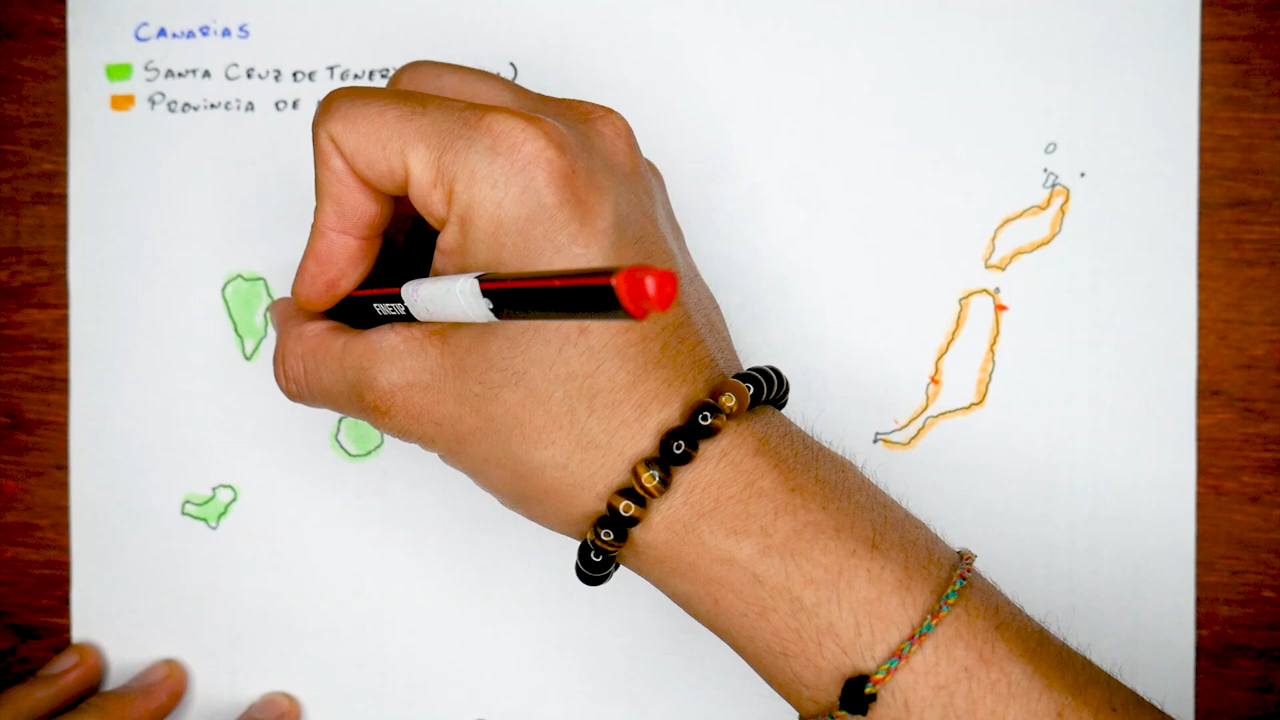 CANARIAS
SANTA CRUZ DE TENER
PROVINCIA DE
FINETIP